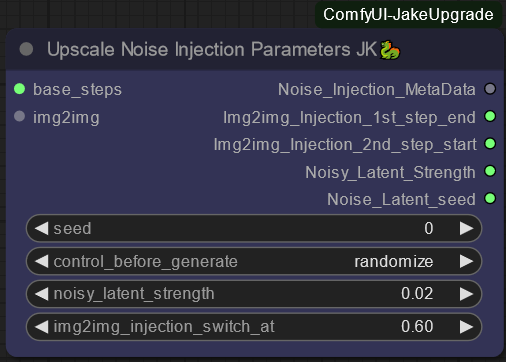 ComfyUI-JakeUpgrade
Upscale Noise Injection Parameters JK🐉
base_steps Noise_Injection_MetaData
img2img Img2img_Injection_1st_step_end
Img2img_Injection_2nd_step_start
Noisy_Latent_Strength
Noise_Latent_seed
seed 0
control_before_generate randomize
noisy_latent_strength 0.02
img2img_injection_switch_at 0.60